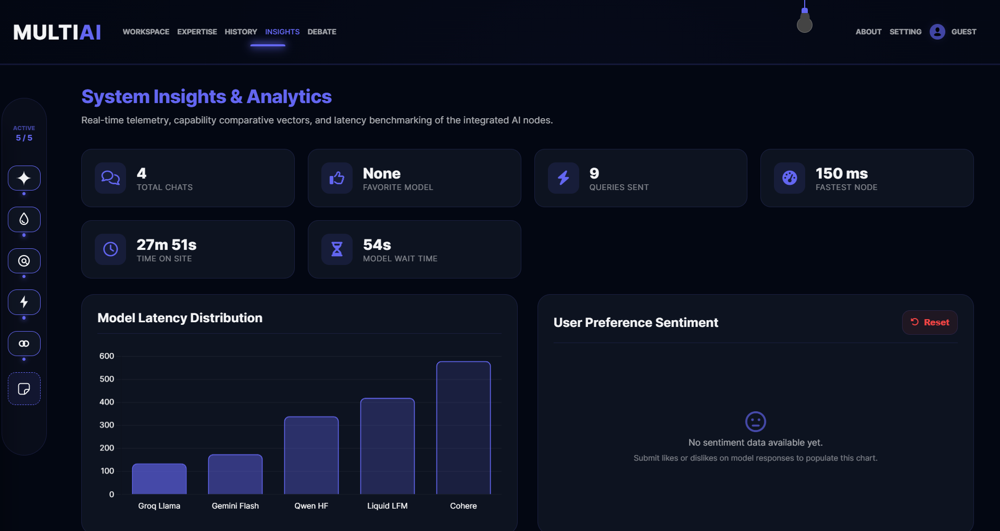 MULTIAI
WORKSPACE EXPERTISE HISTORY INSIGHTS DEBATE
ABOUT SETTING GUEST
System Insights & Analytics
Real-time telemetry, capability comparative vectors, and latency benchmarking of the integrated AI nodes.
ACTIVE
5 / 5
4
TOTAL CHATS
None
FAVORITE MODEL
9
QUERIES SENT
150 ms
FASTEST NODE
27m 51s
TIME ON SITE
54s
MODEL WAIT TIME
Model Latency Distribution
600
500
400
300
200
100
0
Groq Llama Gemini Flash Qwen HF Liquid LFM Cohere
User Preference Sentiment
Reset
No sentiment data available yet.
Submit likes or dislikes on model responses to populate this chart.